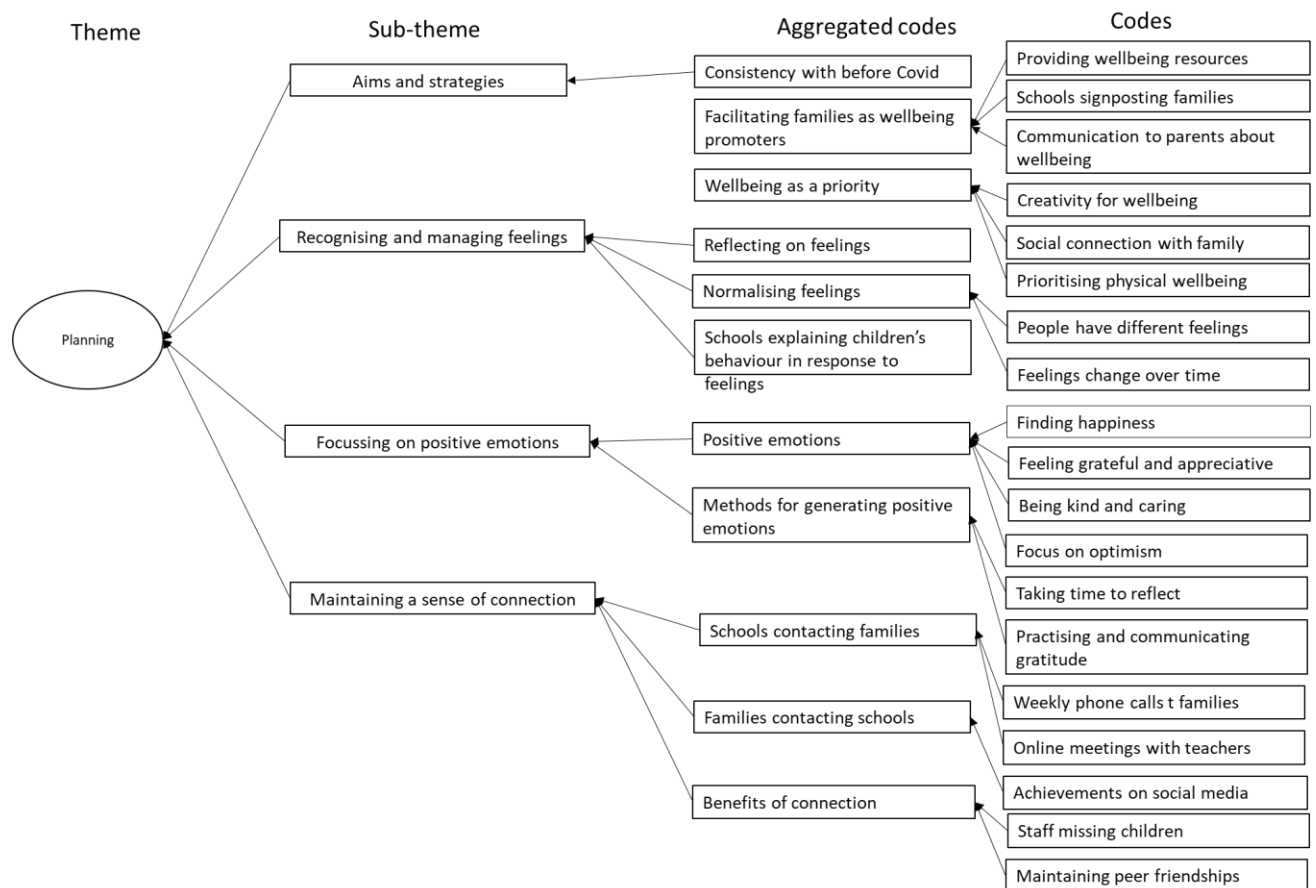 Theme
Sub-theme
Aggregated codes
Codes
Planning
Aims and strategies
Recognising and managing feelings
Focussing on positive emotions
Maintaining a sense of connection
Consistency with before Covid
Facilitating families as wellbeing
promoters
Wellbeing as a priority
Reflecting on feelings
Normalising feelings
Schools explaining children's
behaviour in response to
feelings
Positive emotions
Methods for generating positive
emotions
Schools contacting families
Families contacting schools
Benefits of connection
Providing wellbeing resources
Schools signposting families
Communication to parents about
wellbeing
Creativity for wellbeing
Social connection with family
Prioritising physical wellbeing
People have different feelings
Feelings change over time
Finding happiness
Feeling grateful and appreciative
Being kind and caring
Focus on optimism
Taking time to reflect
Practising and communicating
gratitude
Weekly phone calls t families
Online meetings with teachers
Achievements on social media
Staff missing children
Maintaining peer friendships